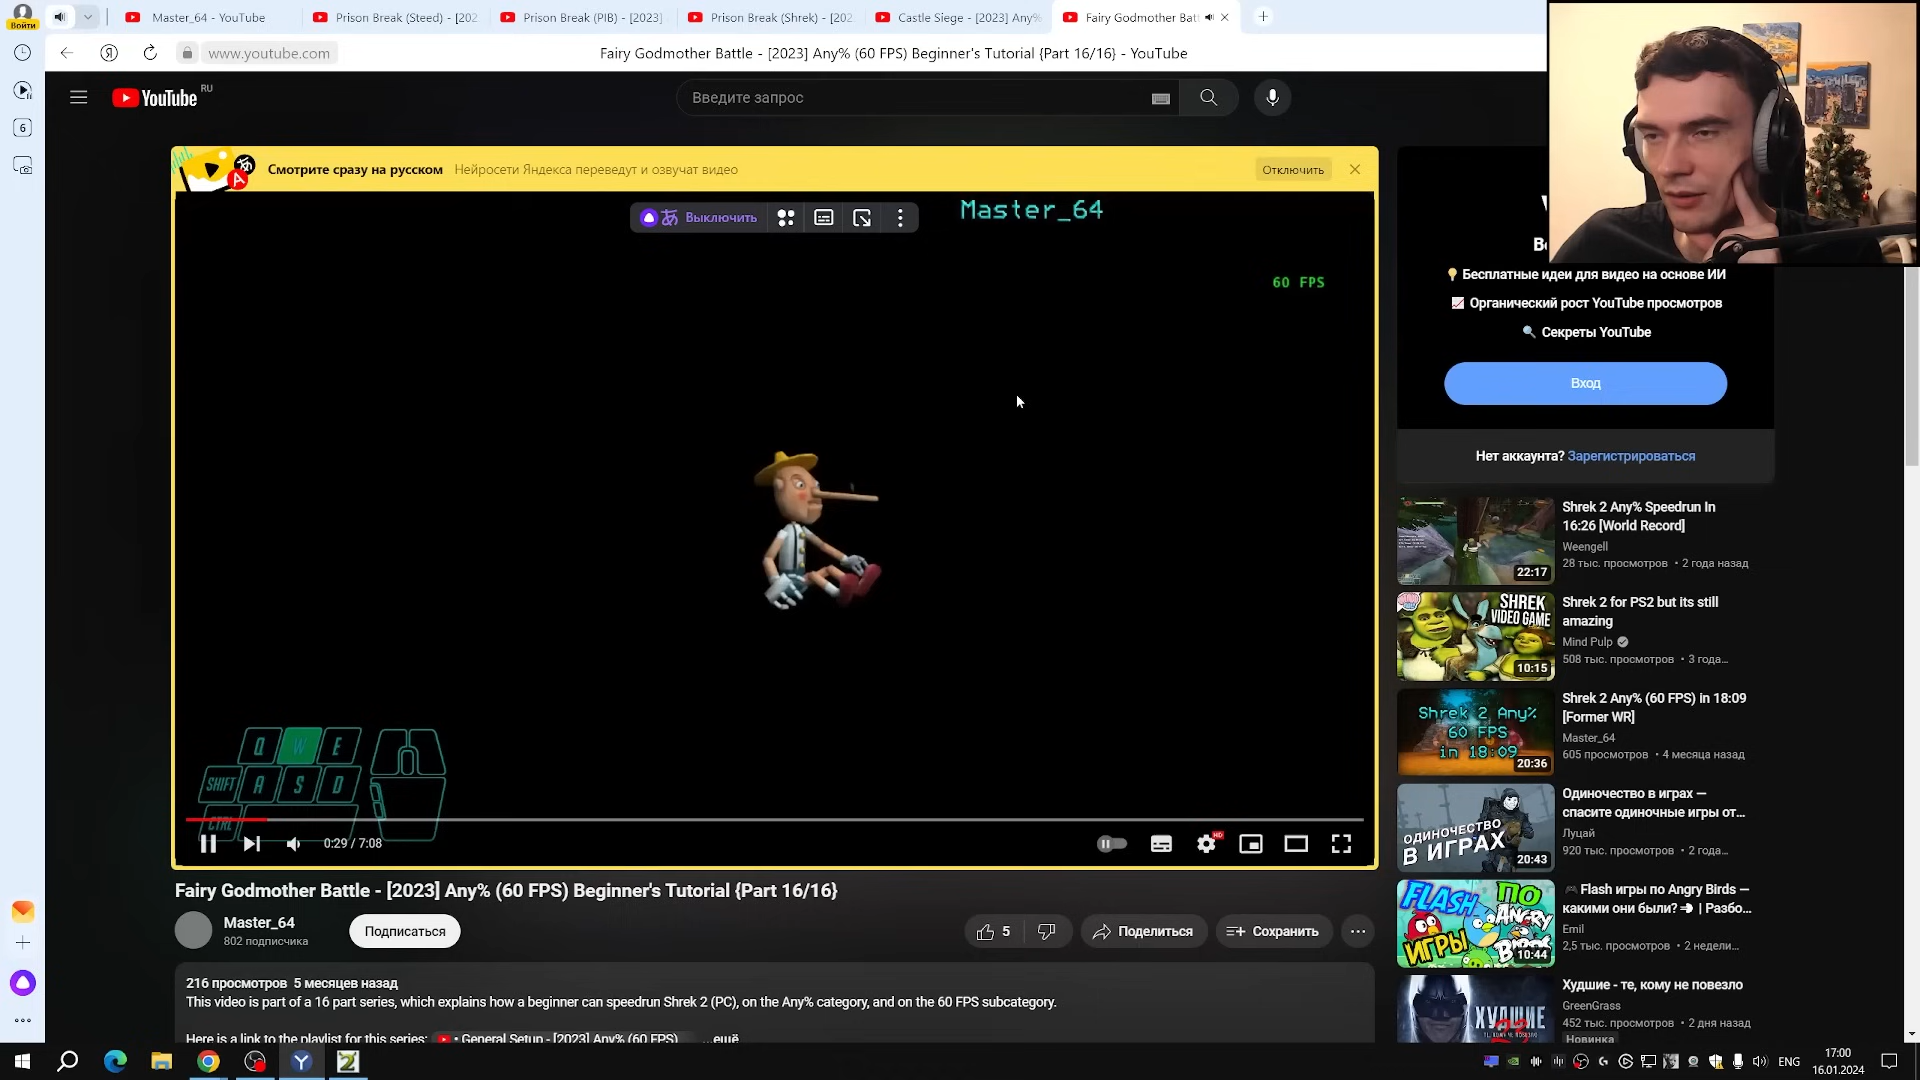 Войти
Master_64 - YouTube
Prison Break (Steed) - [202
Prison Break (PIB) - [2023]
Prison Break (Shrek) - [202
Castle Siege - [2023] Any%
Fairy Godmother Batt
www.youtube.com
Fairy Godmother Battle - [2023] Any% (60 FPS) Beginner's Tutorial {Part 16/16} - YouTube
6
YouTube
RU
Введите запрос
Смотрите сразу на русском
Нейросети Яндекса переведут и озвучат видео
Отключить
Выключить
Master_64
60 FPS
Q W E
SHIFT A S D
CTRL
0:29 / 7:08
HD
Бесплатные идеи для видео на основе ИИ
Органический рост YouTube просмотров
Секреты YouTube
Вход
Нет аккаунта? Зарегистрироваться
Shrek 2 Any% Speedrun In
16:26 [World Record]
Weengell
28 тыс. просмотров • 2 года назад
22:17
SHREK
VIDEO GAME
10:15
Shrek 2 for PS2 but its still
amazing
Mind Pulp
508 тыс. просмотров • 3 года…
Shrek 2 Any%
60 FPS
in 18:09
20:36
Shrek 2 Any% (60 FPS) in 18:09
[Former WR]
Master_64
605 просмотров • 4 месяца назад
ОДИНОЧЕСТВО
В ИГРАХ
20:43
Одиночество в играх —
спасите одиночные игры от…
Луцай
920 тыс. просмотров • 2 года…
FLASH ПО
ИГРЫ
10:44
Flash игры по Angry Birds —
какими они были? | Разбо…
Emil
2,5 тыс. просмотров • 2 недели…
ХУДШИЕ
Худшие - те, кому не повезло
GreenGrass
452 тыс. просмотров • 2 дня назад
Новинка
Fairy Godmother Battle - [2023] Any% (60 FPS) Beginner's Tutorial {Part 16/16}
Master_64
802 подписчика
Подписаться
5
Поделиться
Сохранить
216 просмотров 5 месяцев назад
This video is part of a 16 part series, which explains how a beginner can speedrun Shrek 2 (PC), on the Any% category, and on the 60 FPS subcategory.
Here is a link to the playlist for this series: • General Setup - [2023] Any% (60 FPS) ...ещё
ENG
17:00
16.01.2024